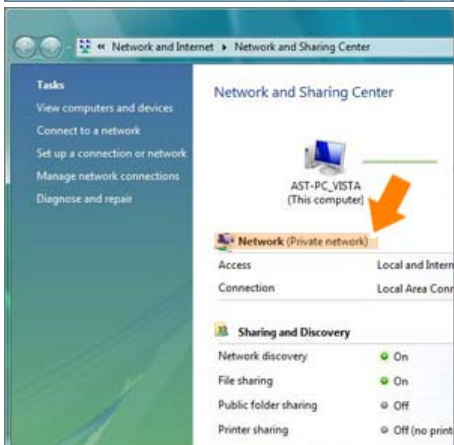 « Network and Internet ▸ Network and Sharing Center
Tasks
View computers and devices
Connect to a network
Set up a connection or network
Manage network connections
Diagnose and repair
Network and Sharing Center
AST-PC_VISTA
(This computer)
Network (Private network)
Access Local and Intern
Connection Local Area Conn
Sharing and Discovery
Network discovery On
File sharing On
Public folder sharing Off
Printer sharing Off (no print